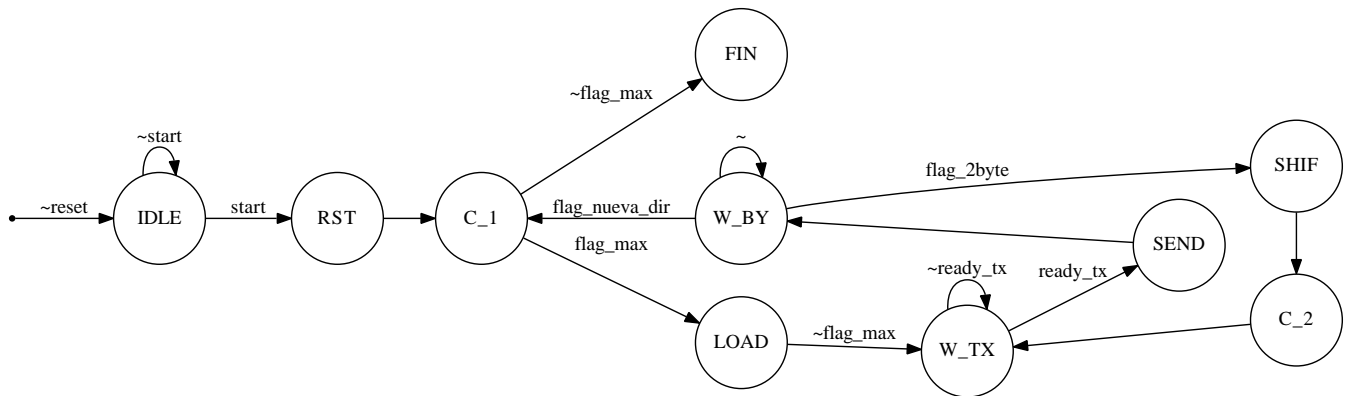 FIN
~flag_max
~start
~
flag_2byte
SHIF
~reset
IDLE
start
RST
C_1
flag_nueva_dir
W_BY
flag_max
SEND
~ready_tx
ready_tx
LOAD
~flag_max
W_TX
C_2